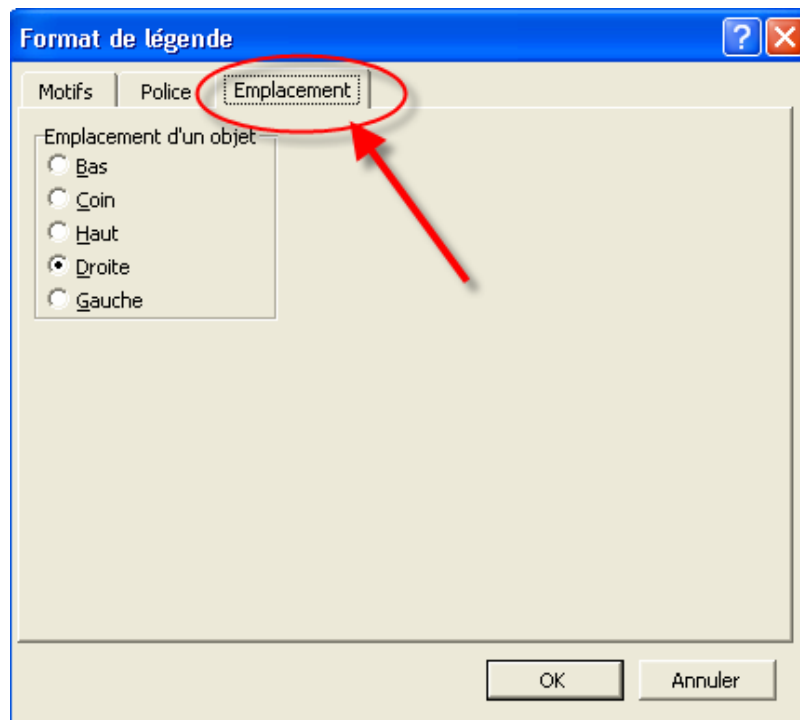 Format de légende
Motifs Police Emplacement
Emplacement d'un objet
Bas
Coin
Haut
Droite
Gauche
OK Annuler